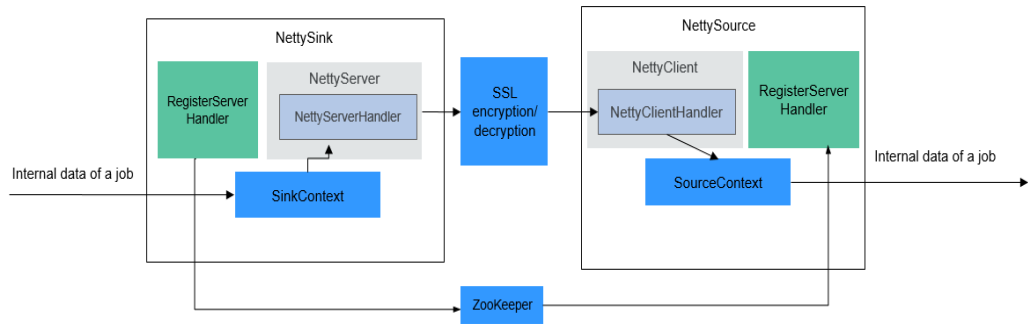 NettySink
NettyServer
RegisterServer
Handler
NettyServerHandler
SinkContext
Internal data of a job
SSL
encryption/
decryption
NettySource
NettyClient
NettyClientHandler
RegisterServer
Handler
SourceContext
Internal data of a job
ZooKeeper